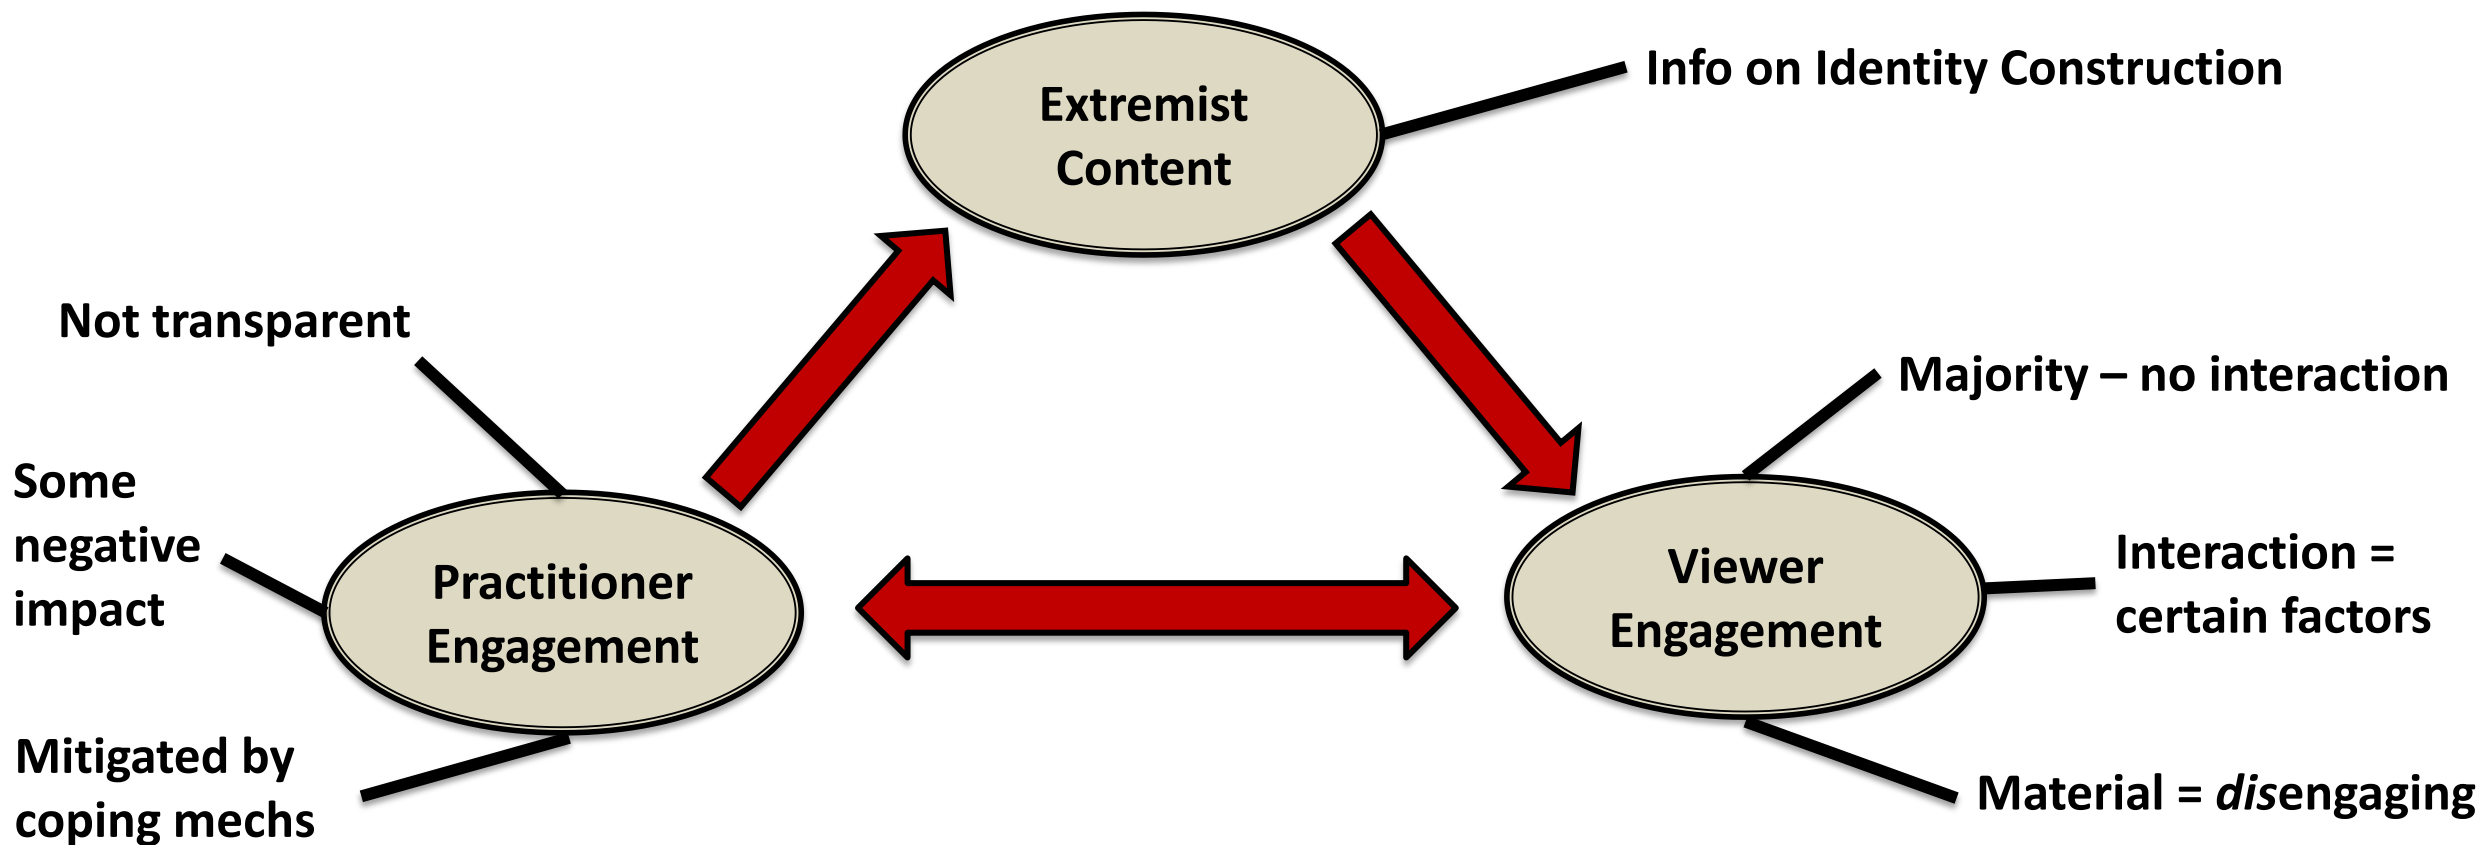 Extremist
Content
Info on Identity Construction
Not transparent
Majority – no interaction
Some
negative
impact
Practitioner
Engagement
Viewer
Engagement
Interaction =
certain factors
Mitigated by
coping mechs
Material = disengaging